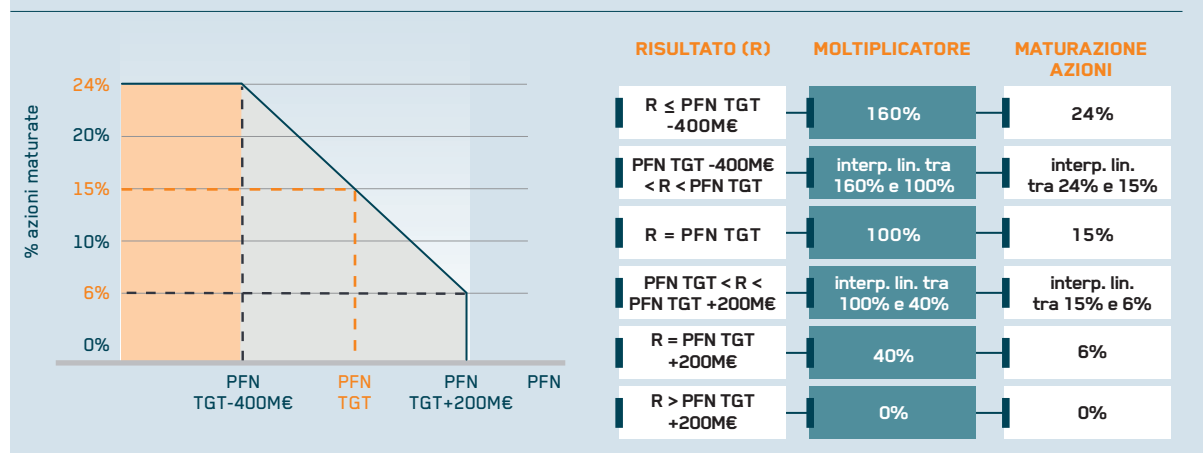 % azioni maturate
24%
20%
15%
10%
6%
0%
PFN
TGT-400M€
PFN
TGT
PFN
TGT+200M€
PFN
RISULTATO (R)
MOLTIPLICATORE
MATURAZIONE
AZIONI
R ≤ PFN TGT
-400M€
160%
24%
PFN TGT -400M€
< R < PFN TGT
interp. lin. tra
160% e 100%
interp. lin.
tra 24% e 15%
R = PFN TGT
100%
15%
PFN TGT < R <
PFN TGT +200M€
interp. lin. tra
100% e 40%
interp. lin.
tra 15% e 6%
R = PFN TGT
+200M€
40%
6%
R > PFN TGT
+200M€
0%
0%